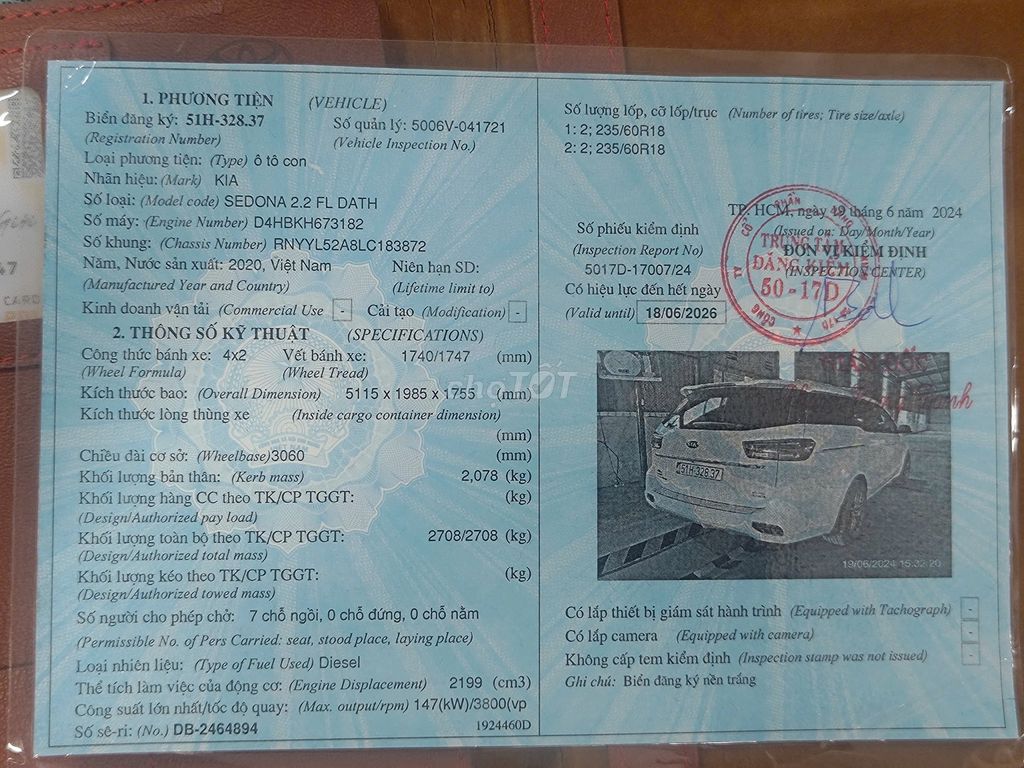 1. PHƯƠNG TIỆN (VEHICLE)
Biển đăng ký: 51H-328.37 Số quản lý: 5006V-041721
(Registration Number) (Vehicle Inspection No.)
Loại phương tiện: (Type) ô tô con
Nhãn hiệu: (Mark) KIA
Số loại: (Model code) SEDONA 2.2 FL DATH
Số máy: (Engine Number) D4HBKH673182
Số khung: (Chassis Number) RNYYL52A8LC183872
Năm, Nước sản xuất: 2020, Việt Nam Niên hạn SD:
(Manufactured Year and Country) (Lifetime limit to)
Kinh doanh vận tải (Commercial Use - Cải tạo (Modification) -
2. THÔNG SỐ KỸ THUẬT (SPECIFICATIONS)
Công thức bánh xe: 4x2 Vết bánh xe: 1740/1747 (mm)
(Wheel Formula) (Wheel Tread)
Kích thước bao: (Overall Dimension) 5115 x 1985 x 1755 (mm)
Kích thước lòng thùng xe (Inside cargo container dimension)
(mm)
Chiều dài cơ sở: (Wheelbase)3060 (mm)
Khối lượng bản thân: (Kerb mass) 2,078 (kg)
Khối lượng hàng CC theo TK/CP TGGT: (kg)
(Design/Authorized pay load)
Khối lượng toàn bộ theo TK/CP TGGT: 2708/2708 (kg)
(Design/Authorized total mass)
Khối lượng kéo theo TK/CP TGGT: (kg)
(Design/Authorized towed mass)
Số người cho phép chở: 7 chỗ ngồi, 0 chỗ đứng, 0 chỗ nằm
(Permissible No. of Pers Carried: seat, stood place, laying place)
Loại nhiên liệu: (Type of Fuel Used) Diesel
Thể tích làm việc của động cơ: (Engine Displacement) 2199 (cm3)
Công suất lớn nhất/tốc độ quay: (Max. output/rpm) 147(kW)/3800(vp
Số sê-ri: (No.) DB-2464894 1924460D
Số lượng lốp, cỡ lốp/trục (Number of tires; Tire size/axle)
1: 2; 235/60R18
2: 2; 235/60R18
TP. HCM, ngày 19 tháng 6 năm 2024
(Issued on: Day/Month/Year)
Số phiếu kiểm định ĐƠN VỊ KIỂM ĐỊNH
(Inspection Report No) (INSPECTION CENTER)
5017D-17007/24
Có hiệu lực đến hết ngày
(Valid until) 18/06/2026
TRUNG TÂM
ĐĂNG KIỂM
50-17D
chợTỐT
KIA
51H-328.37
19/06/2024 15:32:20
Có lắp thiết bị giám sát hành trình (Equipped with Tachograph) -
Có lắp camera (Equipped with camera) -
Không cấp tem kiểm định (Inspection stamp was not issued) -
Ghi chú: Biển đăng ký nền trắng
CARD